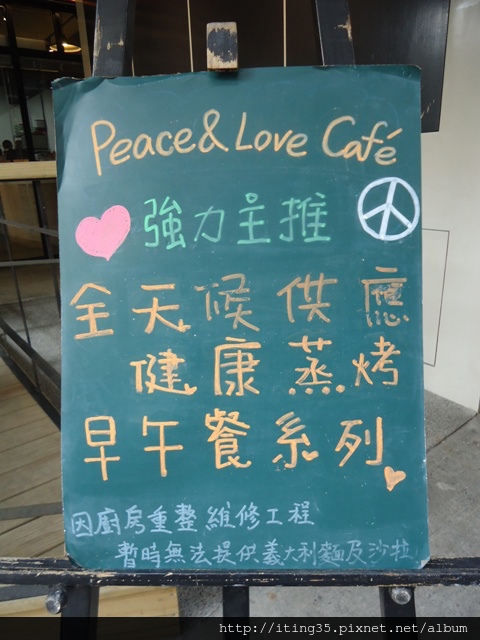 Peace & Love Café
強力主推
全天候供應
健康蒸烤
早午餐系列
因廚房重整維修工程
暫時無法提供義大利麵及沙拉
http://iting35.pixnet.net/album